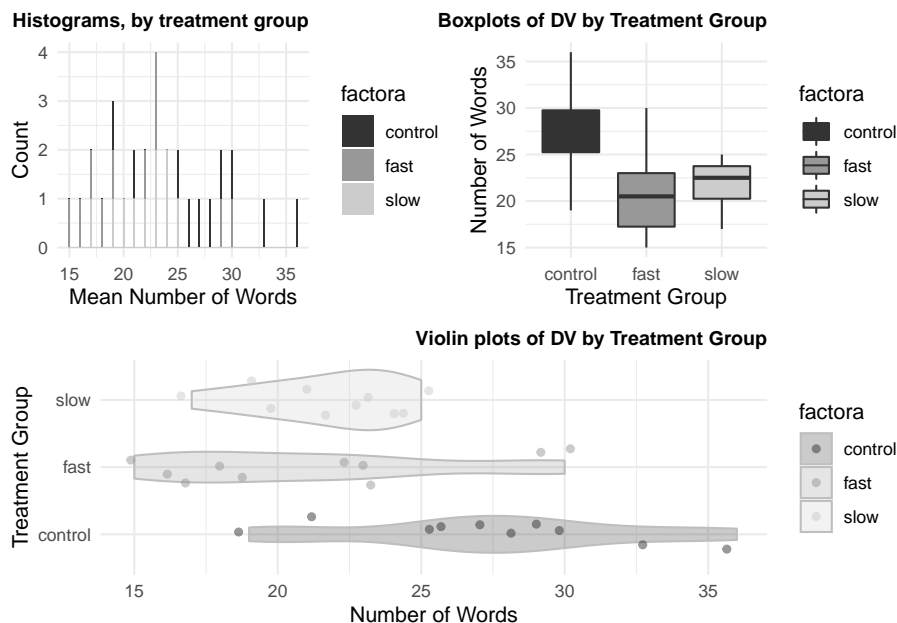 Histograms, by treatment group
4
3
2
1
0
Count
15 20 25 30 35
Mean Number of Words
factora
control
fast
slow
Boxplots of DV by Treatment Group
35
30
25
20
15
Number of Words
control fast slow
Treatment Group
factora
control
fast
slow
Violin plots of DV by Treatment Group
Treatment Group
slow
fast
control
15 20 25 30 35
Number of Words
factora
control
fast
slow